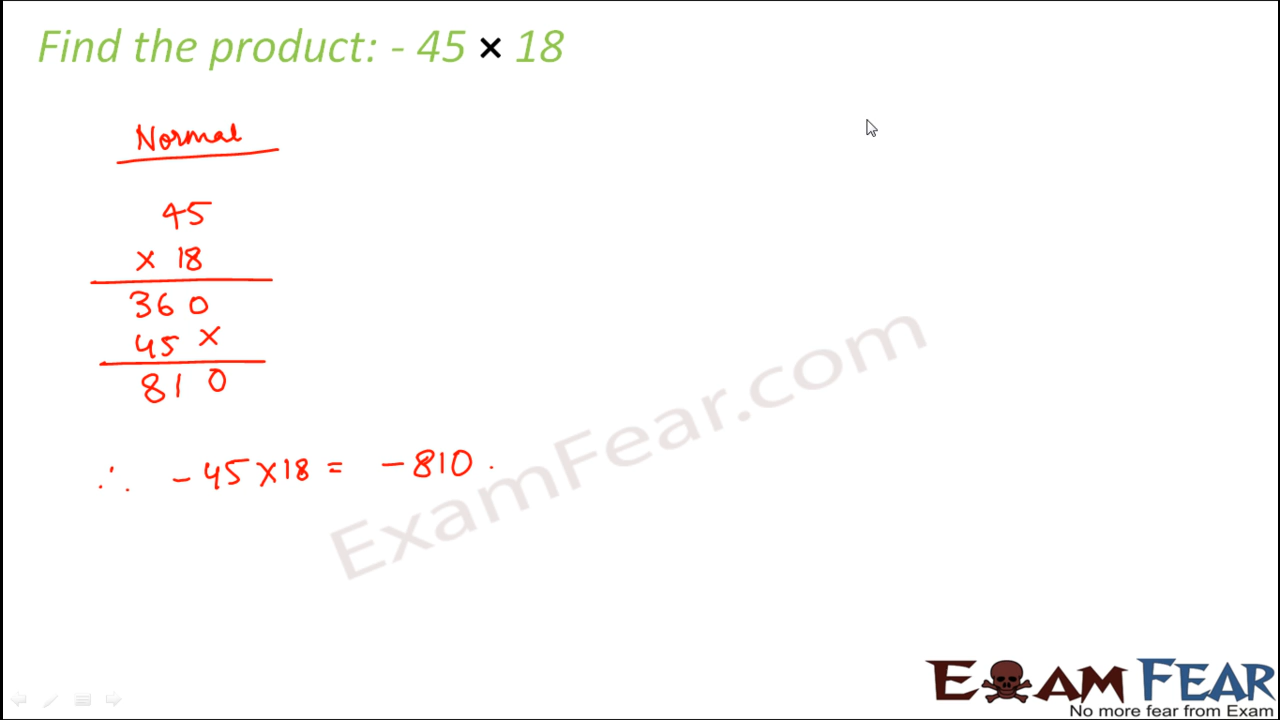 Find the product: - 45 × 18
Normal
45
× 18
360
45 ×
810
∴ - 45 × 18 = - 810 .
ExamFear.com
EXAM FEAR
No more fear from Exam